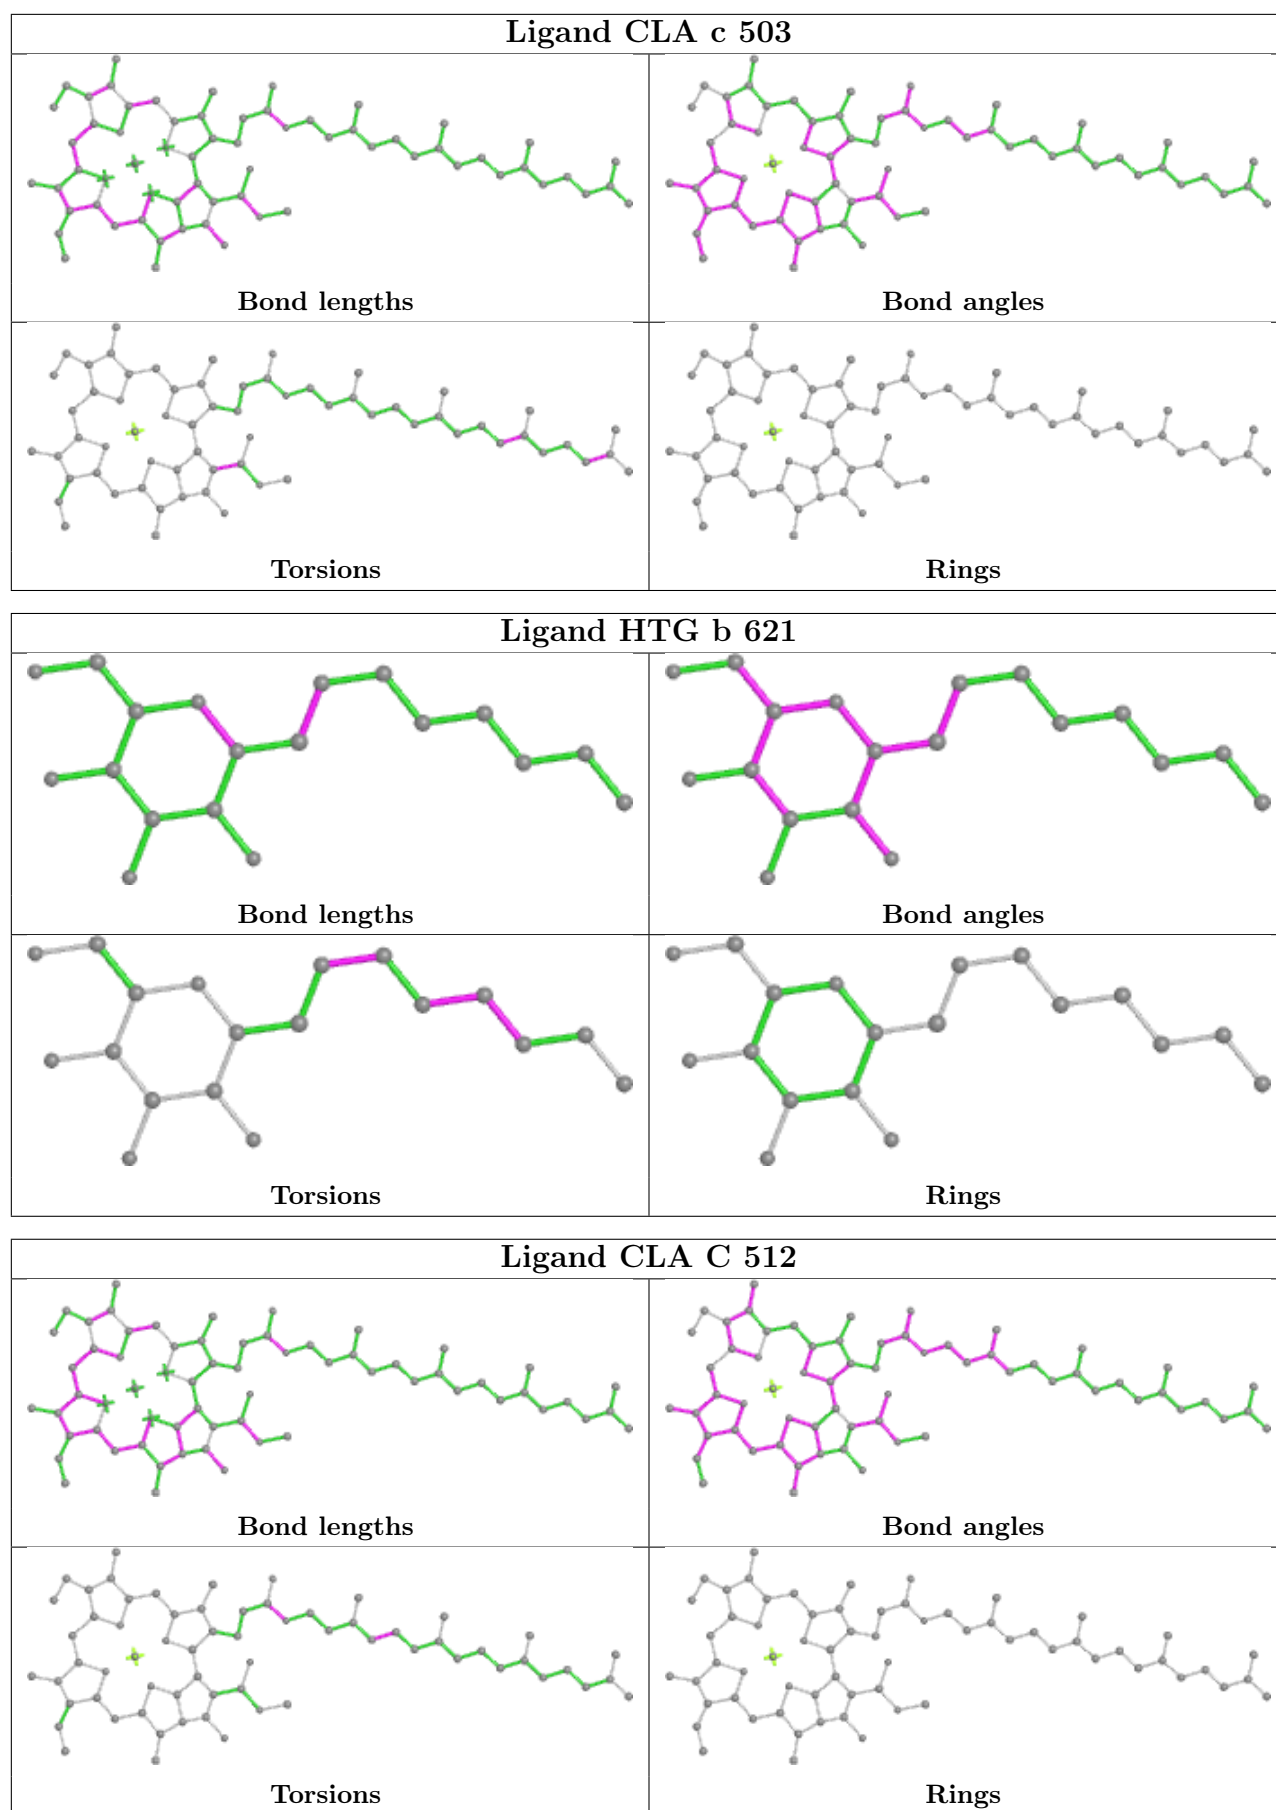 Ligand CLA c 503
Bond lengths
Bond angles
Torsions
Rings
Ligand HTG b 621
Bond lengths
Bond angles
Torsions
Rings
Ligand CLA C 512
Bond lengths
Bond angles
Torsions
Rings